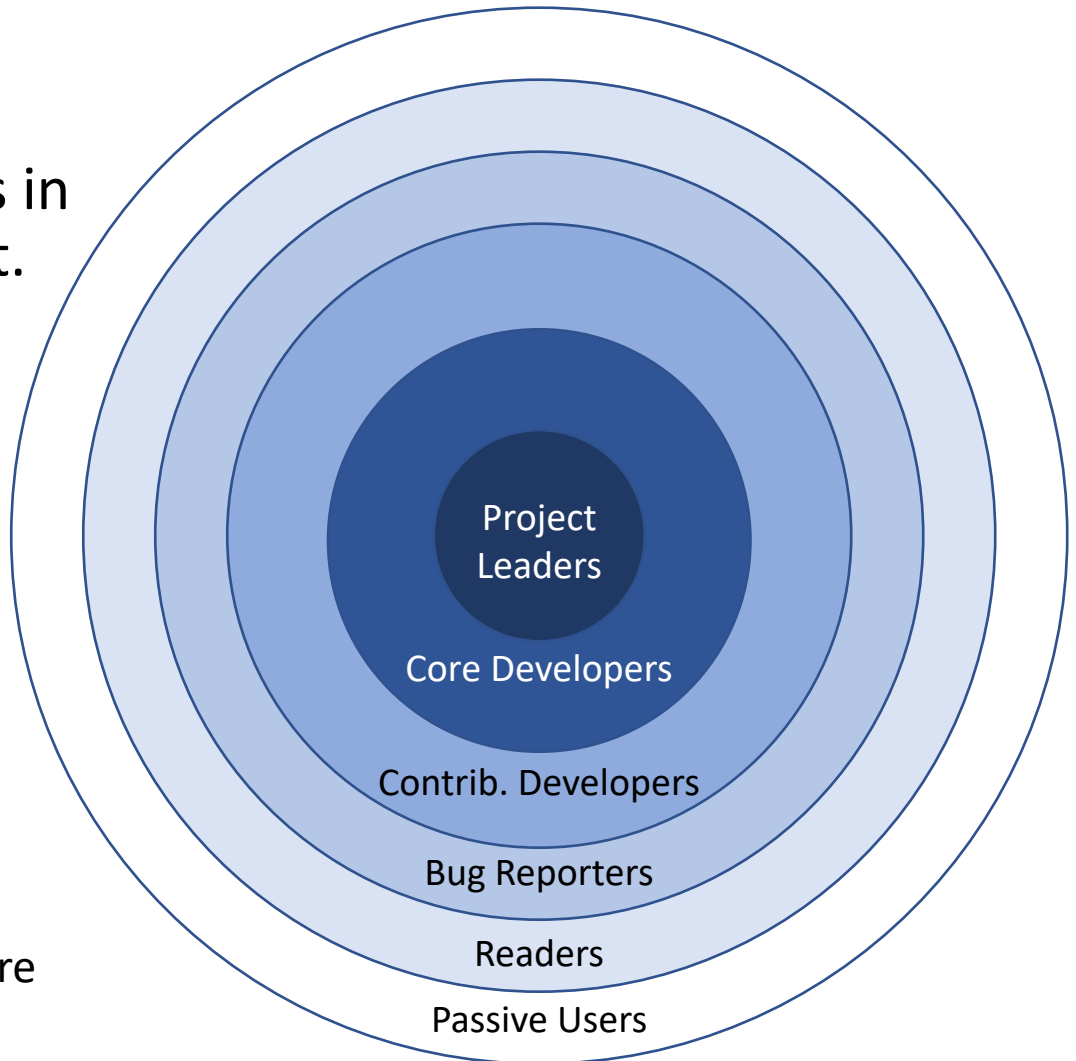 s in
t.
Project
Leaders
Core Developers
Contrib. Developers
Bug Reporters
Readers
re
Passive Users